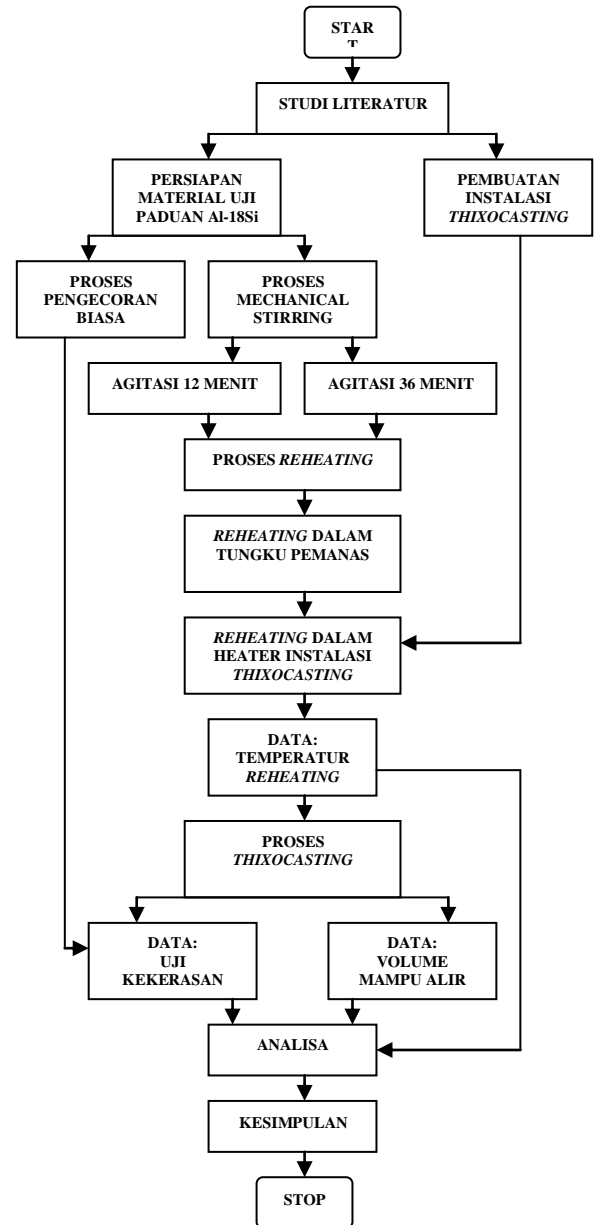 STAR
T
STUDI LITERATUR
PERSIAPAN
MATERIAL UJI
PADUAN Al-18Si
PEMBUATAN
INSTALASI
THIXOCASTING
PROSES
PENGECORAN
BIASA
PROSES
MECHANICAL
STIRRING
AGITASI 12 MENIT
AGITASI 36 MENIT
PROSES REHEATING
REHEATING DALAM
TUNGKU PEMANAS
REHEATING DALAM
HEATER INSTALASI
THIXOCASTING
DATA:
TEMPERATUR
REHEATING
PROSES
THIXOCASTING
DATA:
UJI
KEKERASAN
DATA:
VOLUME
MAMPU ALIR
ANALISA
KESIMPULAN
STOP